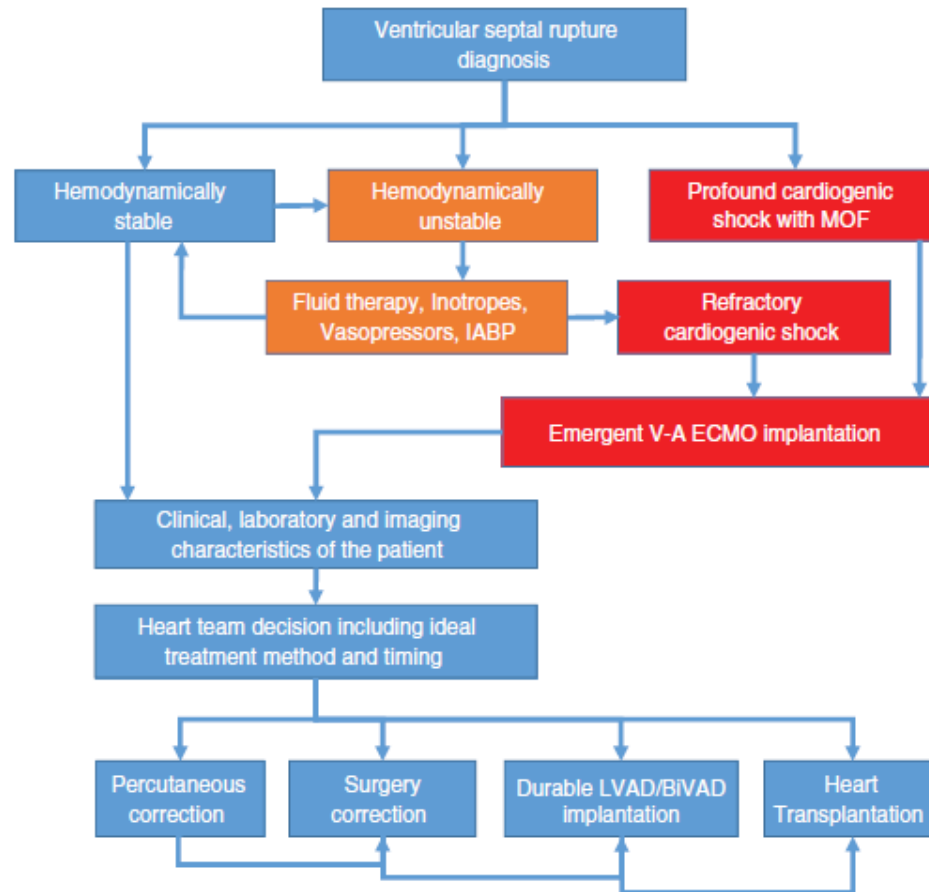 Ventricular septal rupture
diagnosis
Hemodynamically
stable
Hemodynamically
unstable
Profound cardiogenic
shock with MOF
Fluid therapy, Inotropes,
Vasopressors, IABP
Refractory
cardiogenic shock
Emergent V-A ECMO implantation
Clinical, laboratory and imaging
characteristics of the patient
Heart team decision including ideal
treatment method and timing
Percutaneous
correction
Surgery
correction
Durable LVAD/BiVAD
implantation
Heart
Transplantation